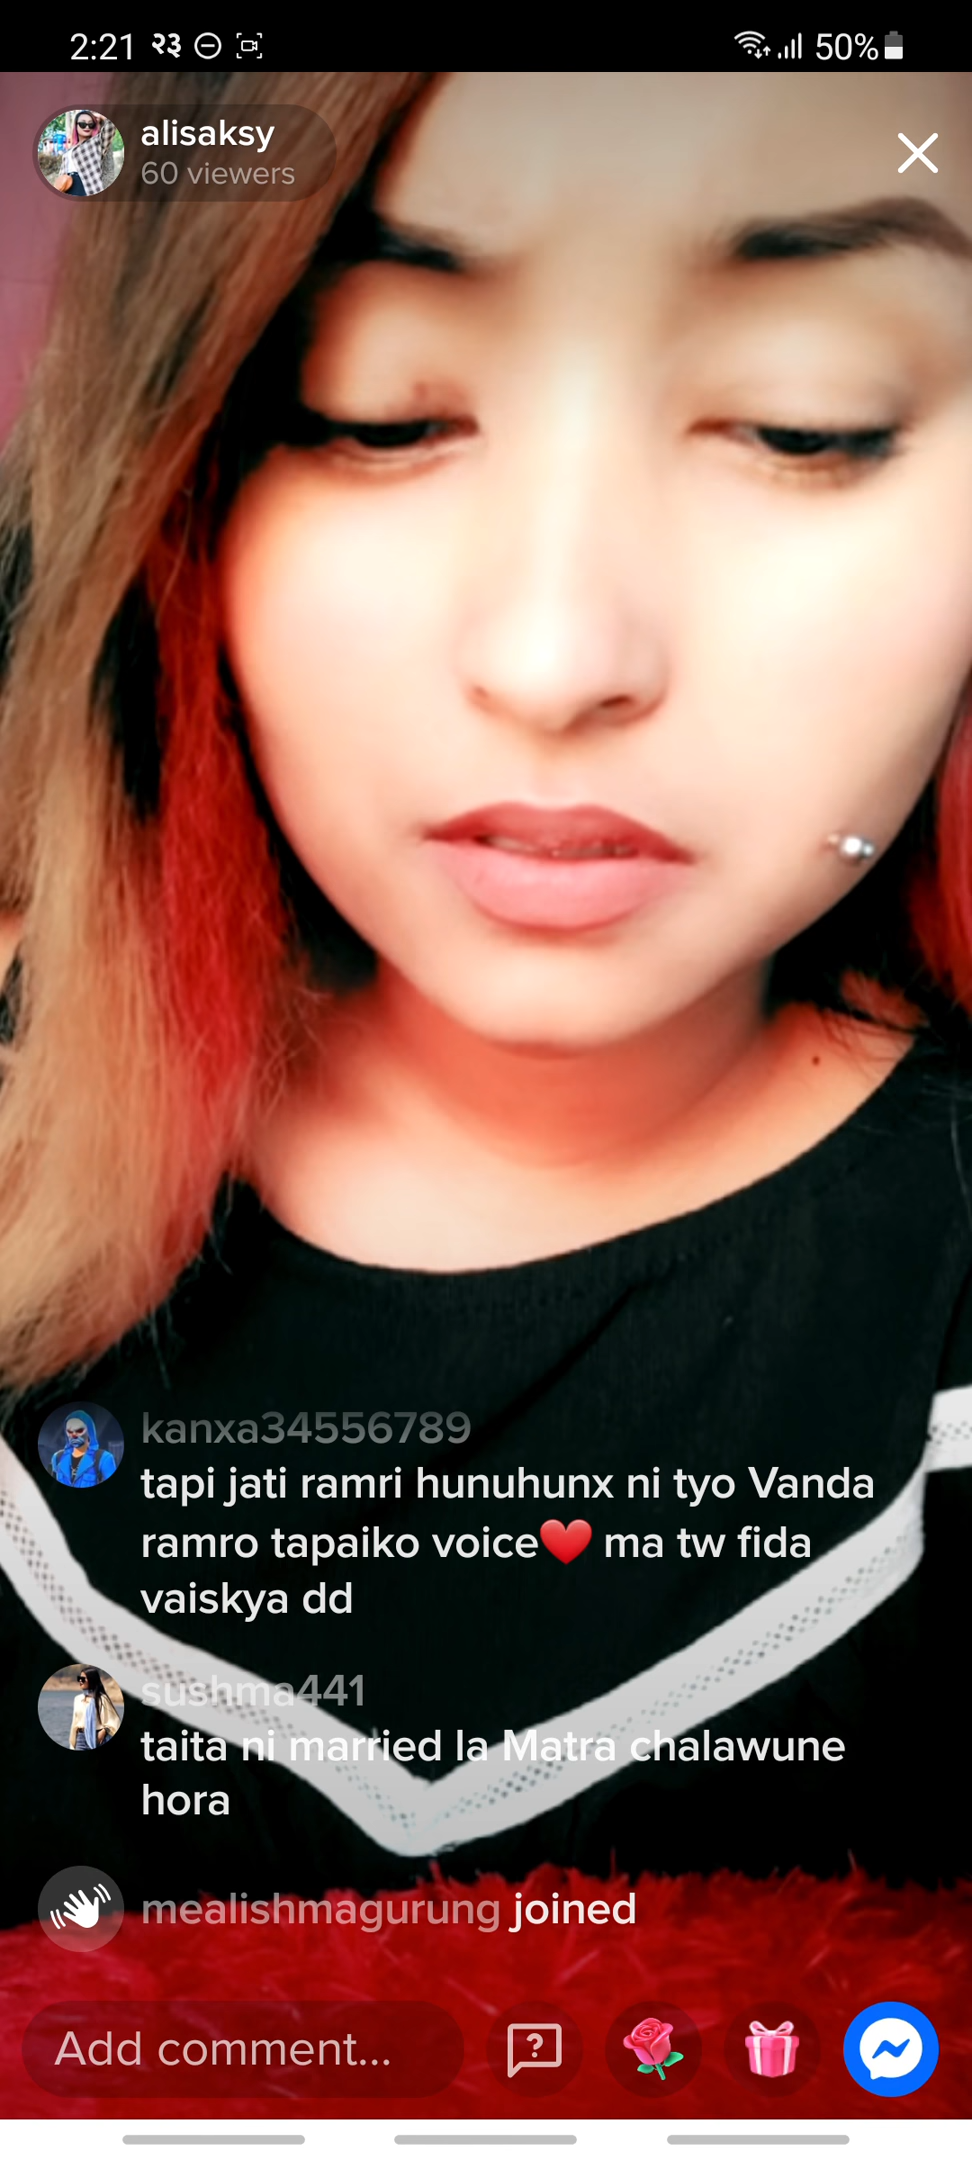 2:21 २३ 50%
alisaksy
60 viewers
kanxa34556789
tapi jati ramri hunuhunx ni tyo Vanda
ramro tapaiko voice❤️ ma tw fida
vaiskya dd
sushma441
taita ni married la Matra chalawune
hora
mealishmagurung joined
Add comment...